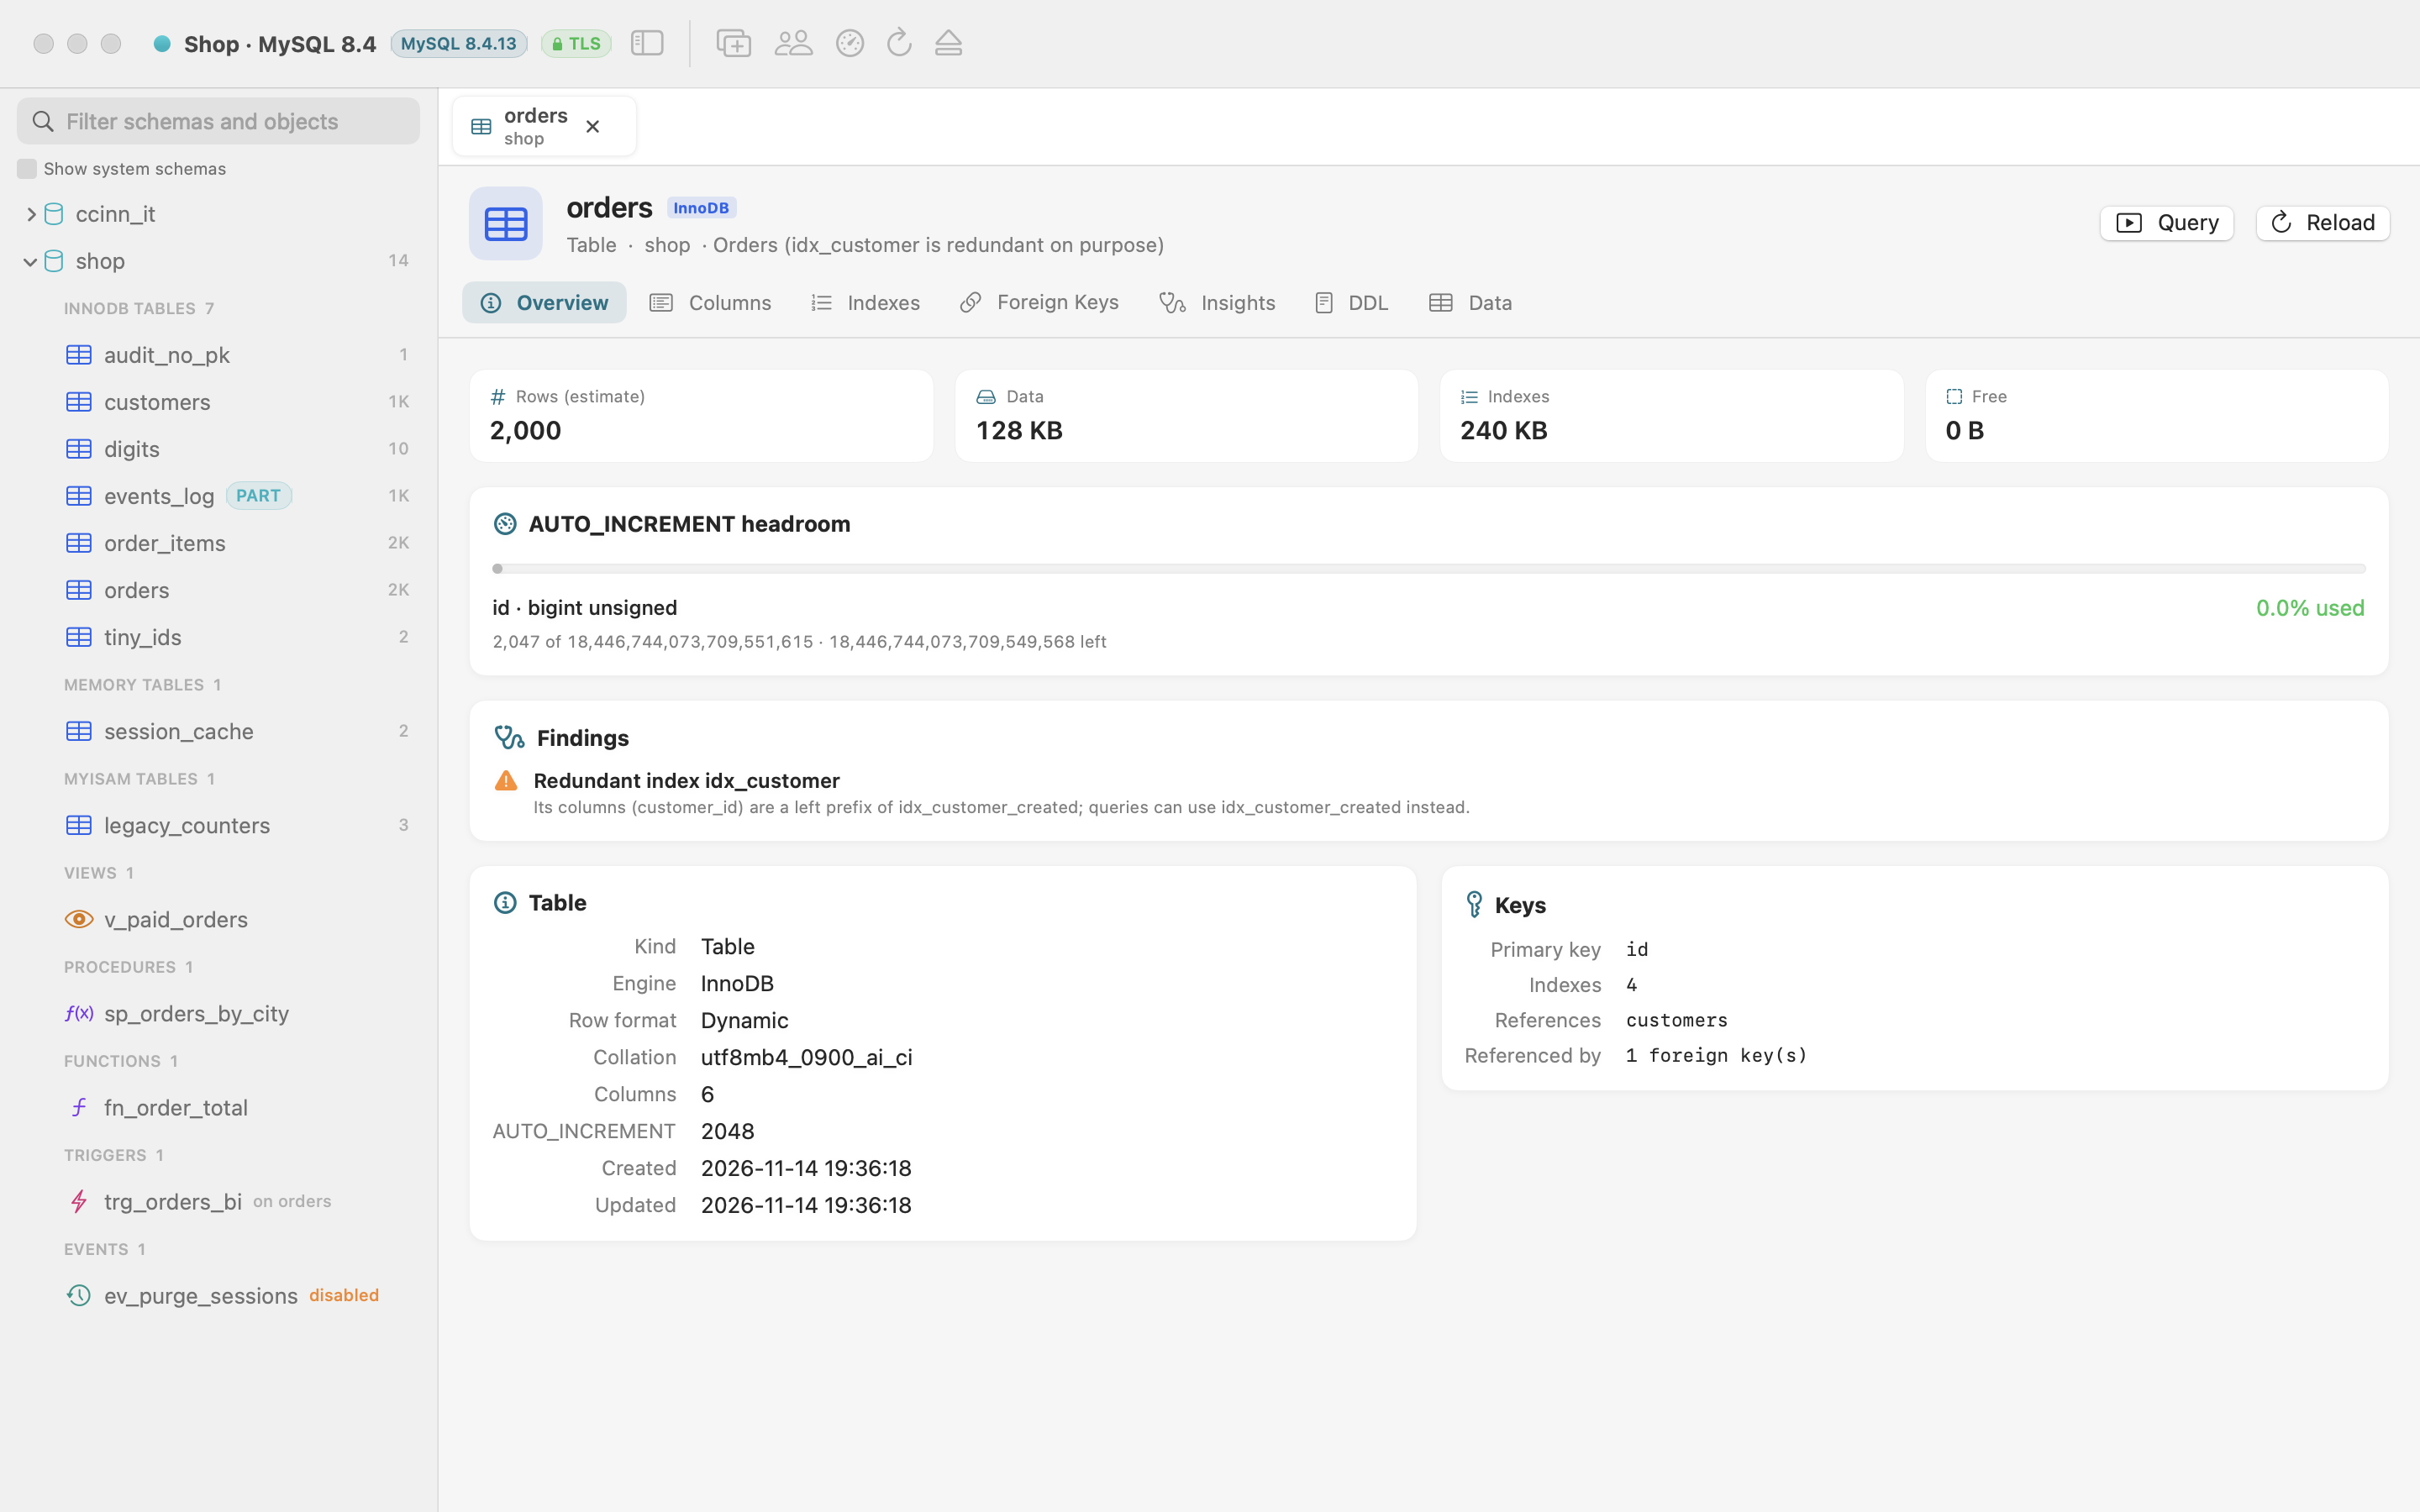 Shop · MySQL 8.4 MySQL 8.4.13 TLS
Filter schemas and objects
Show system schemas
ccinn_it
shop 14
INNODB TABLES 7
audit_no_pk 1
customers 1K
digits 10
events_log PART 1K
order_items 2K
orders 2K
tiny_ids 2
MEMORY TABLES 1
session_cache 2
MYISAM TABLES 1
legacy_counters 3
VIEWS 1
v_paid_orders
PROCEDURES 1
f(x) sp_orders_by_city
FUNCTIONS 1
f fn_order_total
TRIGGERS 1
trg_orders_bi on orders
EVENTS 1
ev_purge_sessions disabled
orders
shop
orders InnoDB
Table · shop · Orders (idx_customer is redundant on purpose)
Query Reload
Overview Columns Indexes Foreign Keys Insights DDL Data
# Rows (estimate)
2,000
Data
128 KB
Indexes
240 KB
Free
0 B
AUTO_INCREMENT headroom
id · bigint unsigned 0.0% used
2,047 of 18,446,744,073,709,551,615 · 18,446,744,073,709,549,568 left
Findings
Redundant index idx_customer
Its columns (customer_id) are a left prefix of idx_customer_created; queries can use idx_customer_created instead.
Table
Kind Table
Engine InnoDB
Row format Dynamic
Collation utf8mb4_0900_ai_ci
Columns 6
AUTO_INCREMENT 2048
Created 2026-11-14 19:36:18
Updated 2026-11-14 19:36:18
Keys
Primary key id
Indexes 4
References customers
Referenced by 1 foreign key(s)